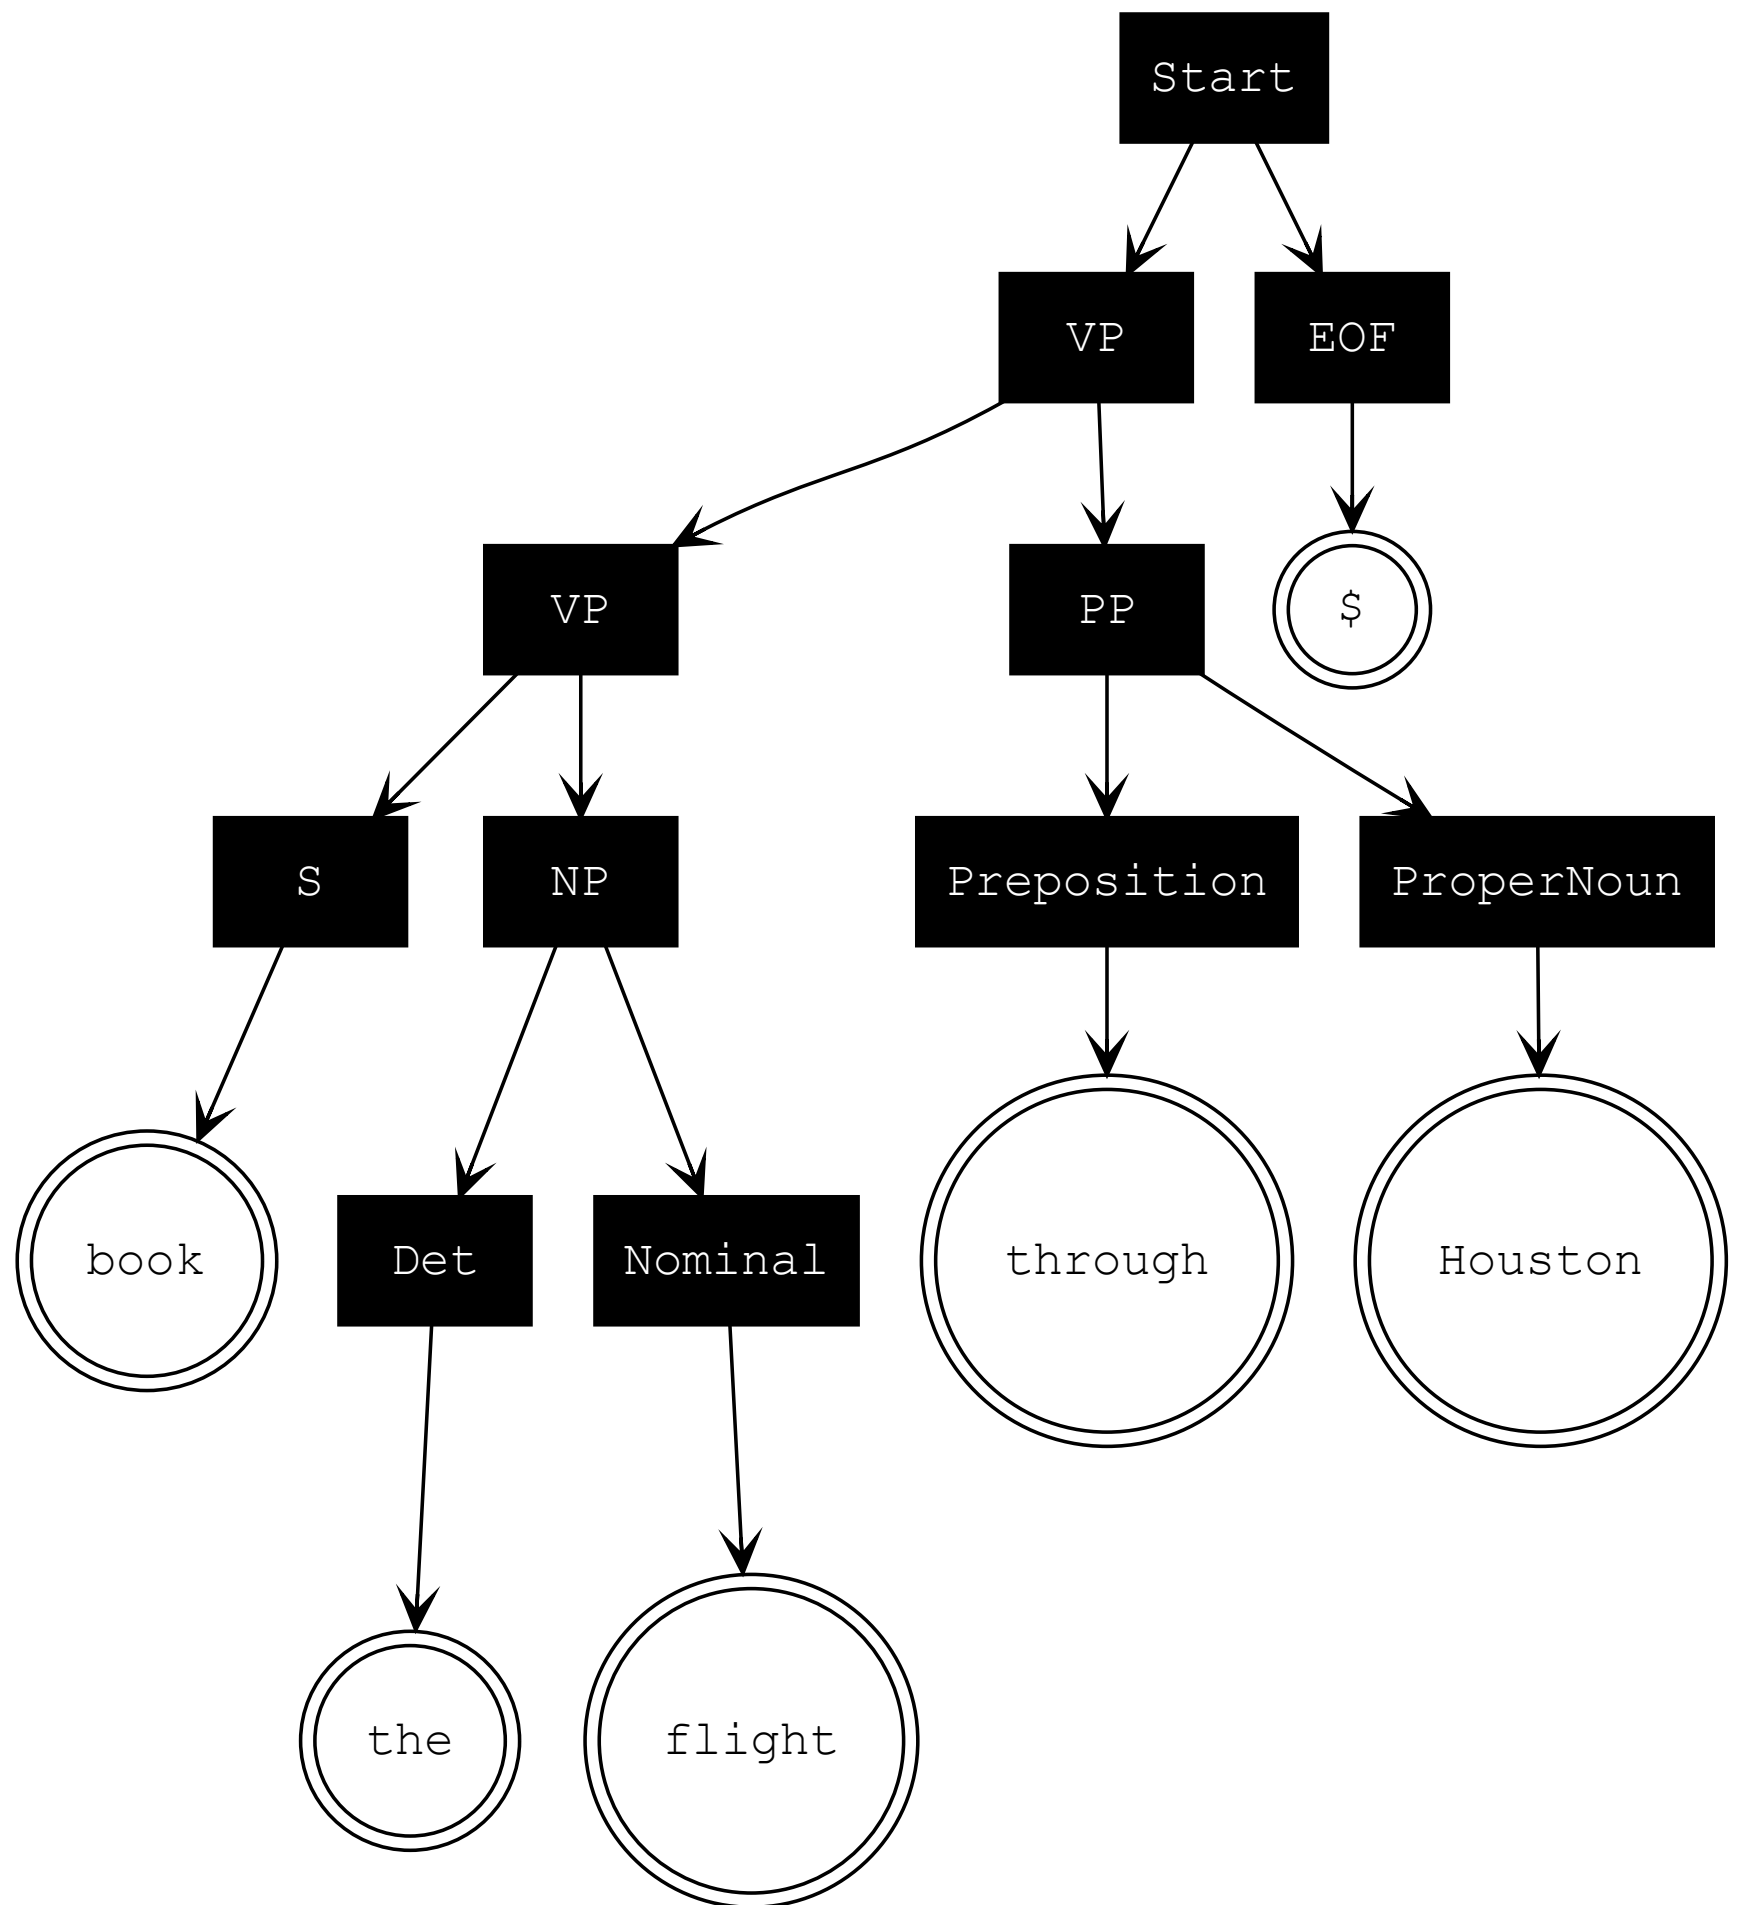 Start
VP EOF
VP PP $
S NP Preposition ProperNoun
book Det Nominal through Houston
the flight